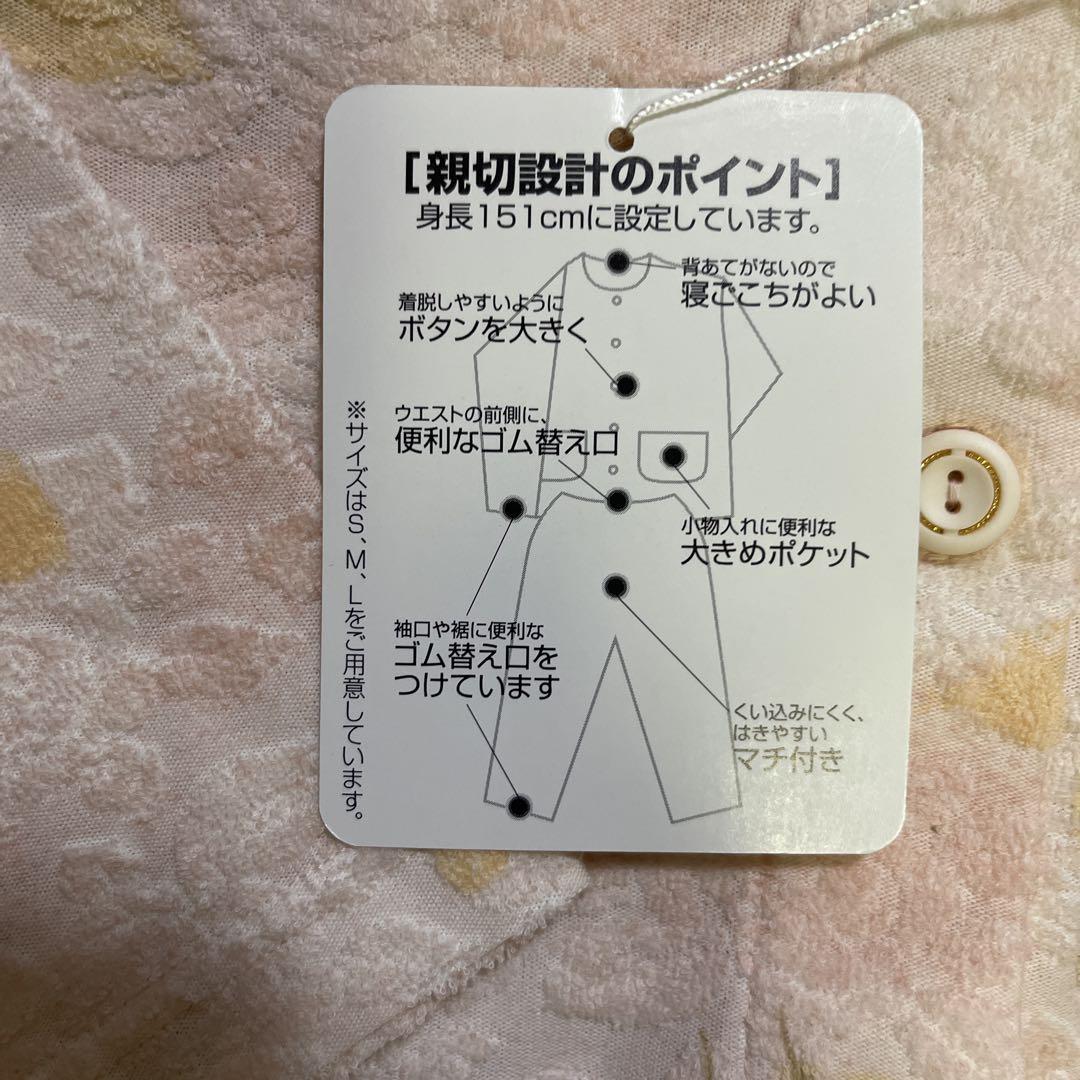 [親切設計のポイント]
身長151cmに設定しています。
背あてがないので
寝ごこちがよい
着脱しやすいように
ボタンを大きく
ウエストの前側に、
便利なゴム替え口
小物入れに便利な
大きめポケット
袖口や裾に便利な
ゴム替え口を
つけています
くい込みにくく、
はきやすい
マチ付き
※サイズはS、M、Lをご用意しています。